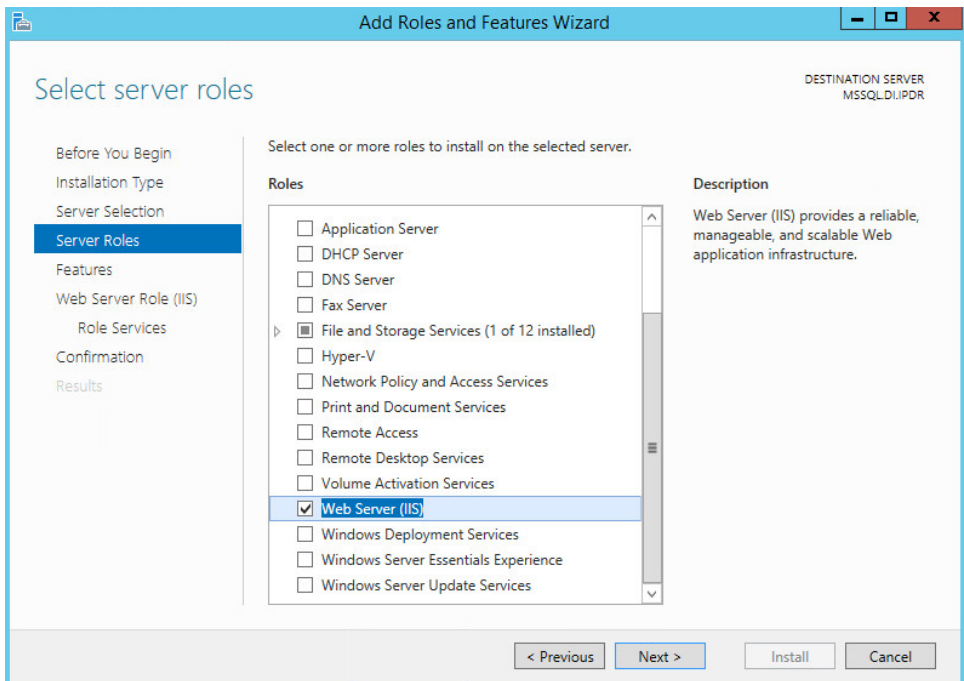 Add Roles and Features Wizard
Select server roles
DESTINATION SERVER
MSSQL.DI.IPDR
Before You Begin
Installation Type
Server Selection
Server Roles
Features
Web Server Role (IIS)
Role Services
Confirmation
Results
Select one or more roles to install on the selected server.
Roles
Application Server
DHCP Server
DNS Server
Fax Server
File and Storage Services (1 of 12 installed)
Hyper-V
Network Policy and Access Services
Print and Document Services
Remote Access
Remote Desktop Services
Volume Activation Services
Web Server (IIS)
Windows Deployment Services
Windows Server Essentials Experience
Windows Server Update Services
Description
Web Server (IIS) provides a reliable,
manageable, and scalable Web
application infrastructure.
< Previous
Next >
Install
Cancel